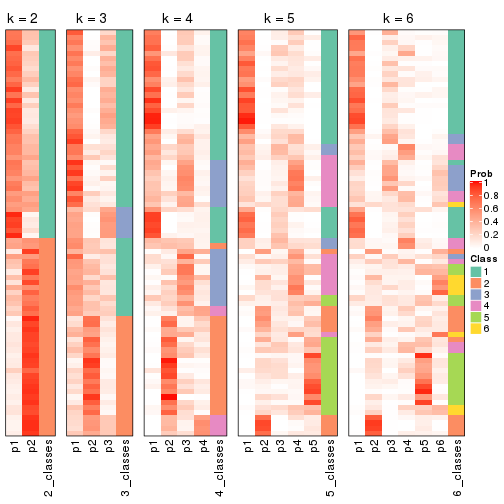 k = 2
k = 3
k = 4
k = 5
k = 6
Prob
1
0.8
0.6
0.4
0.2
0
Class
1
2
3
4
5
6
p1
p2
2_classes
p1
p2
p3
3_classes
p1
p2
p3
p4
4_classes
p1
p2
p3
p4
p5
5_classes
p1
p2
p3
p4
p5
p6
6_classes